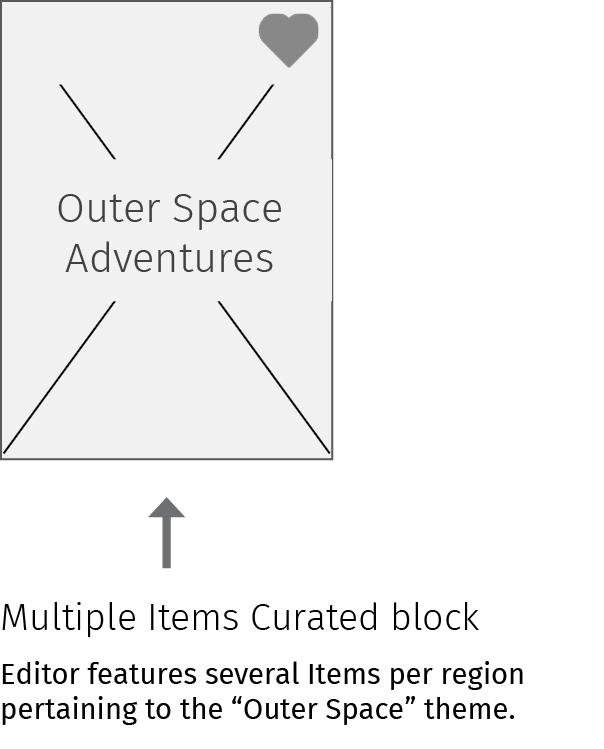 Outer Space
Adventures
Multiple Items Curated block
Editor features several Items per region
pertaining to the “Outer Space” theme.